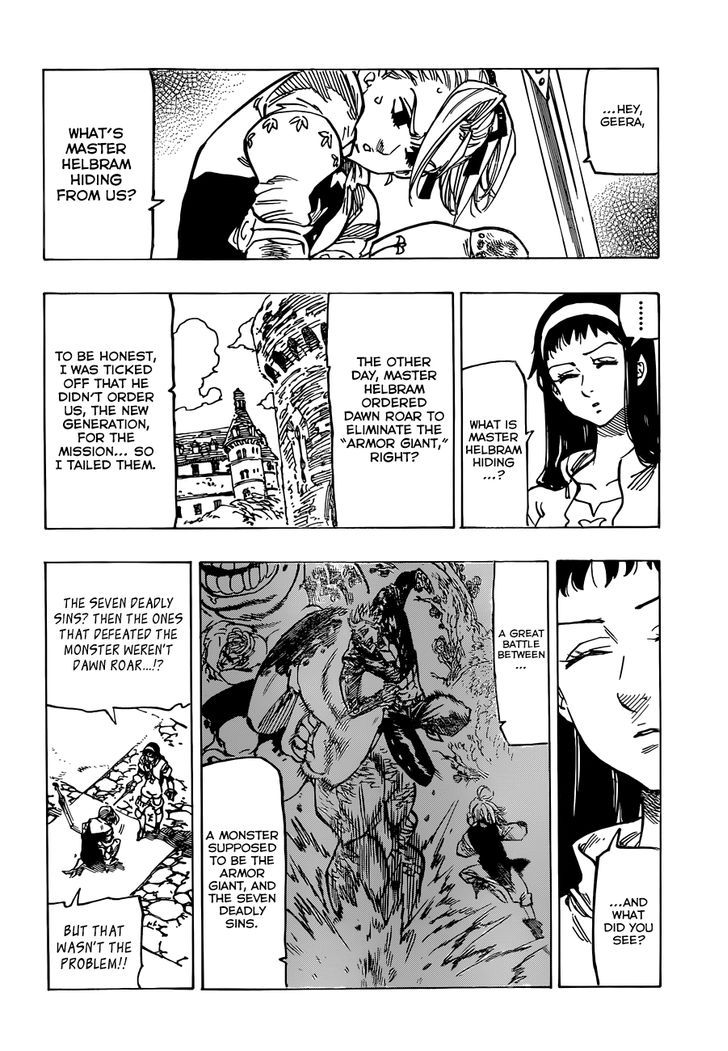 ...HEY,
GEERA,
WHAT'S
MASTER
HELBRAM
HIDING
FROM US?
......
WHAT IS
MASTER
HELBRAM
HIDING
...?
THE OTHER
DAY, MASTER
HELBRAM
ORDERED
DAWN ROAR TO
ELIMINATE THE
"ARMOR GIANT,"
RIGHT?
TO BE HONEST,
I WAS TICKED
OFF THAT HE
DIDN'T ORDER
US, THE NEW
GENERATION,
FOR THE
MISSION... SO
I TAILED THEM.
...AND
WHAT
DID YOU
SEE?
A GREAT
BATTLE
BETWEEN
...
A MONSTER
SUPPOSED
TO BE THE
ARMOR
GIANT, AND
THE SEVEN
DEADLY
SINS.
THE SEVEN DEADLY
SINS? THEN THE ONES
THAT DEFEATED THE
MONSTER WEREN'T
DAWN ROAR...!?
BUT THAT
WASN'T THE
PROBLEM!!